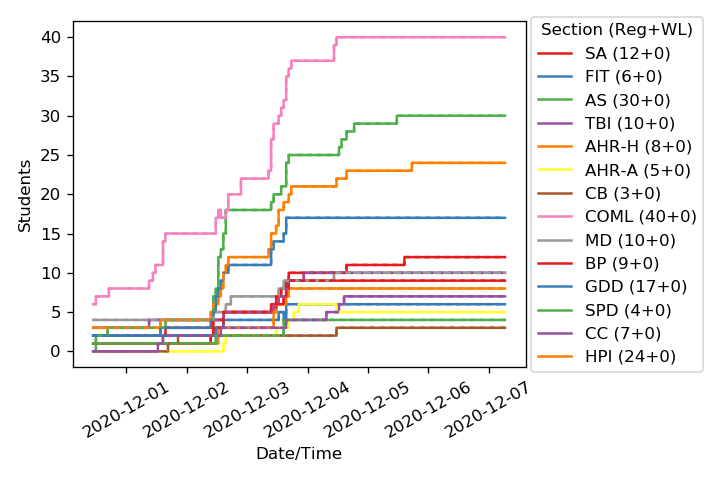 Section (Reg+WL)
SA (12+0)
FIT (6+0)
AS (30+0)
TBI (10+0)
AHR-H (8+0)
AHR-A (5+0)
CB (3+0)
COML (40+0)
MD (10+0)
BP (9+0)
GDD (17+0)
SPD (4+0)
CC (7+0)
HPI (24+0)
Students
40
35
30
25
20
15
10
5
0
2020-12-01
2020-12-02
2020-12-03
2020-12-04
2020-12-05
2020-12-06
2020-12-07
Date/Time